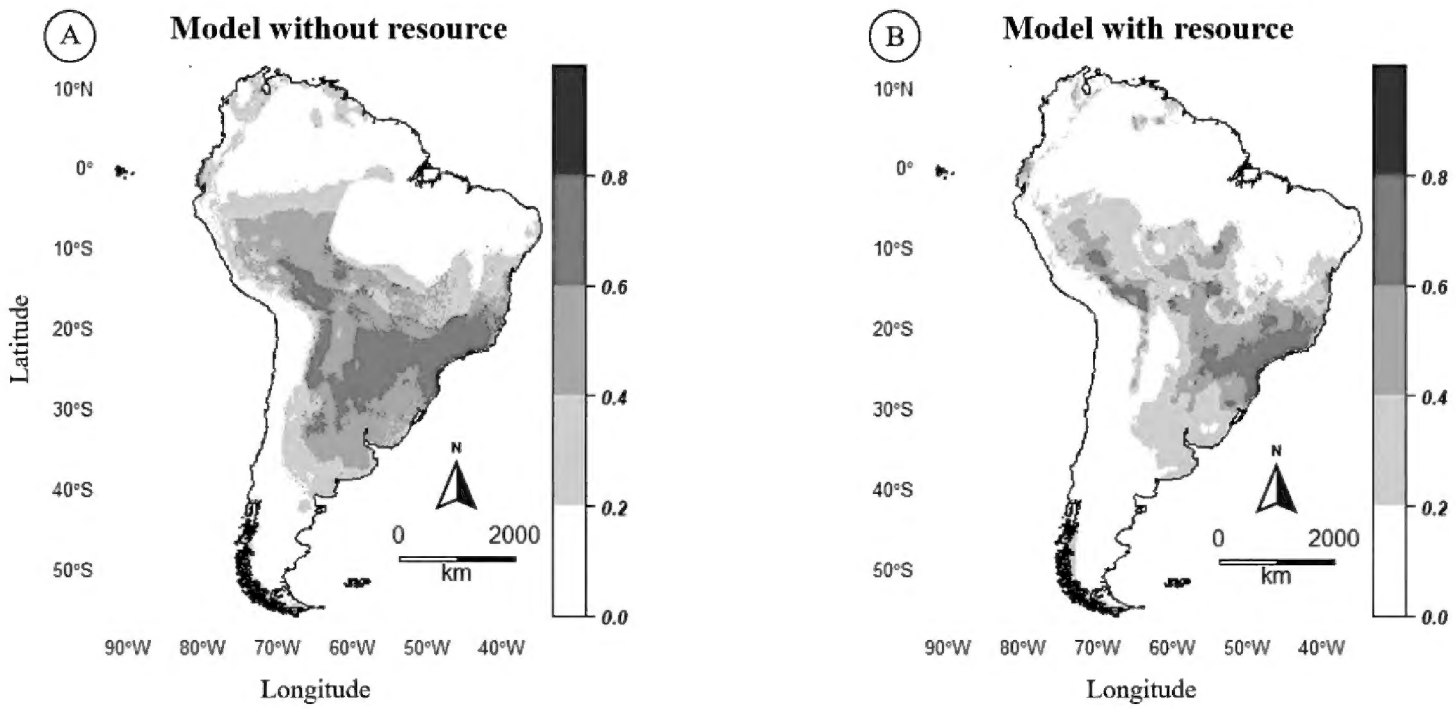 A
Model without resource
10°N
0°
10°S
20°S
30°S
40°S
50°S
Latitude
90°W 80°W 70°W 60°W 50°W 40°W
Longitude
N
0 2000
km
0.8
0.6
0.4
0.2
0.0
B
Model with resource
10°N
0°
10°S
20°S
30°S
40°S
50°S
90°W 80°W 70°W 60°W 50°W 40°W
Longitude
N
0 2000
km
0.8
0.6
0.4
0.2
0.0